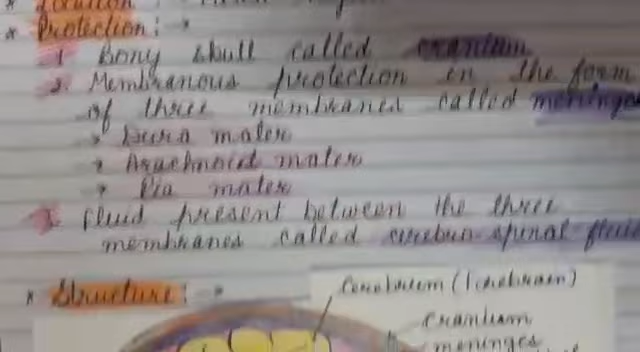 * Location :
* Protection : →
1. Bony skull called cranium
2. Membranous protection in the form
of three membranes called meninges
→ Dura mater
→ Arachnoid mater
→ Pia mater
3. Fluid present between the three
membranes called cerebro-spinal fluid
* Structure : →
Cerebrum (Forebrain)
cranium
meninges